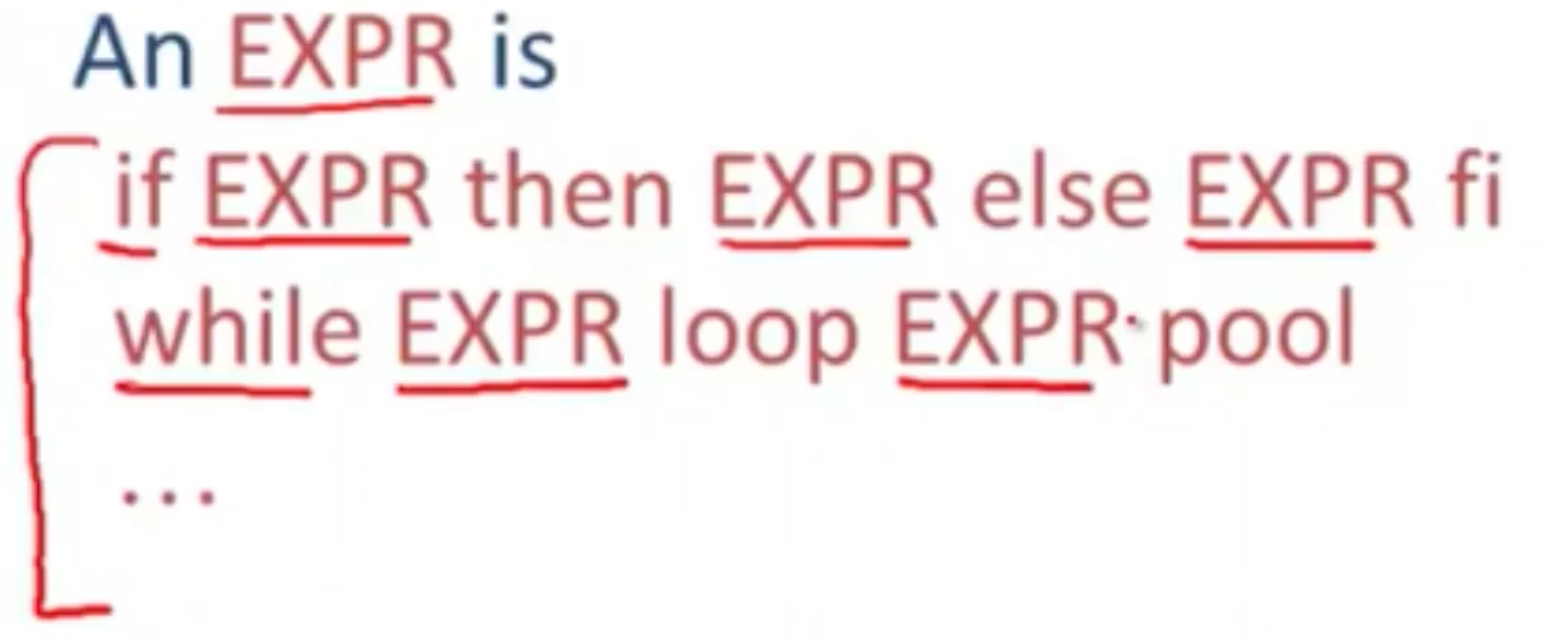 An EXPR is
if EXPR then EXPR else EXPR fi
while EXPR loop EXPR pool
...